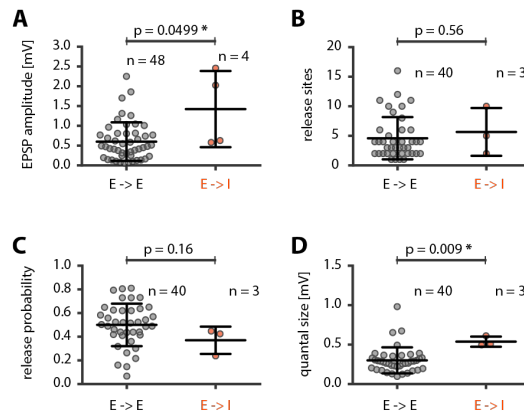 A
p = 0.0499 *
n = 48
n = 4
EPSP amplitude [mV]
3.0
2.5
2.0
1.5
1.0
0.5
0.0
E -> E
E -> I
B
p = 0.56
n = 40
n = 3
release sites
20
15
10
5
0
E -> E
E -> I
C
p = 0.16
n = 40
n = 3
release probability
1.0
0.8
0.6
0.4
0.2
0.0
E -> E
E -> I
D
p = 0.009 *
n = 40
n = 3
quantal size [mV]
1.5
1.0
0.5
0.0
E -> E
E -> I